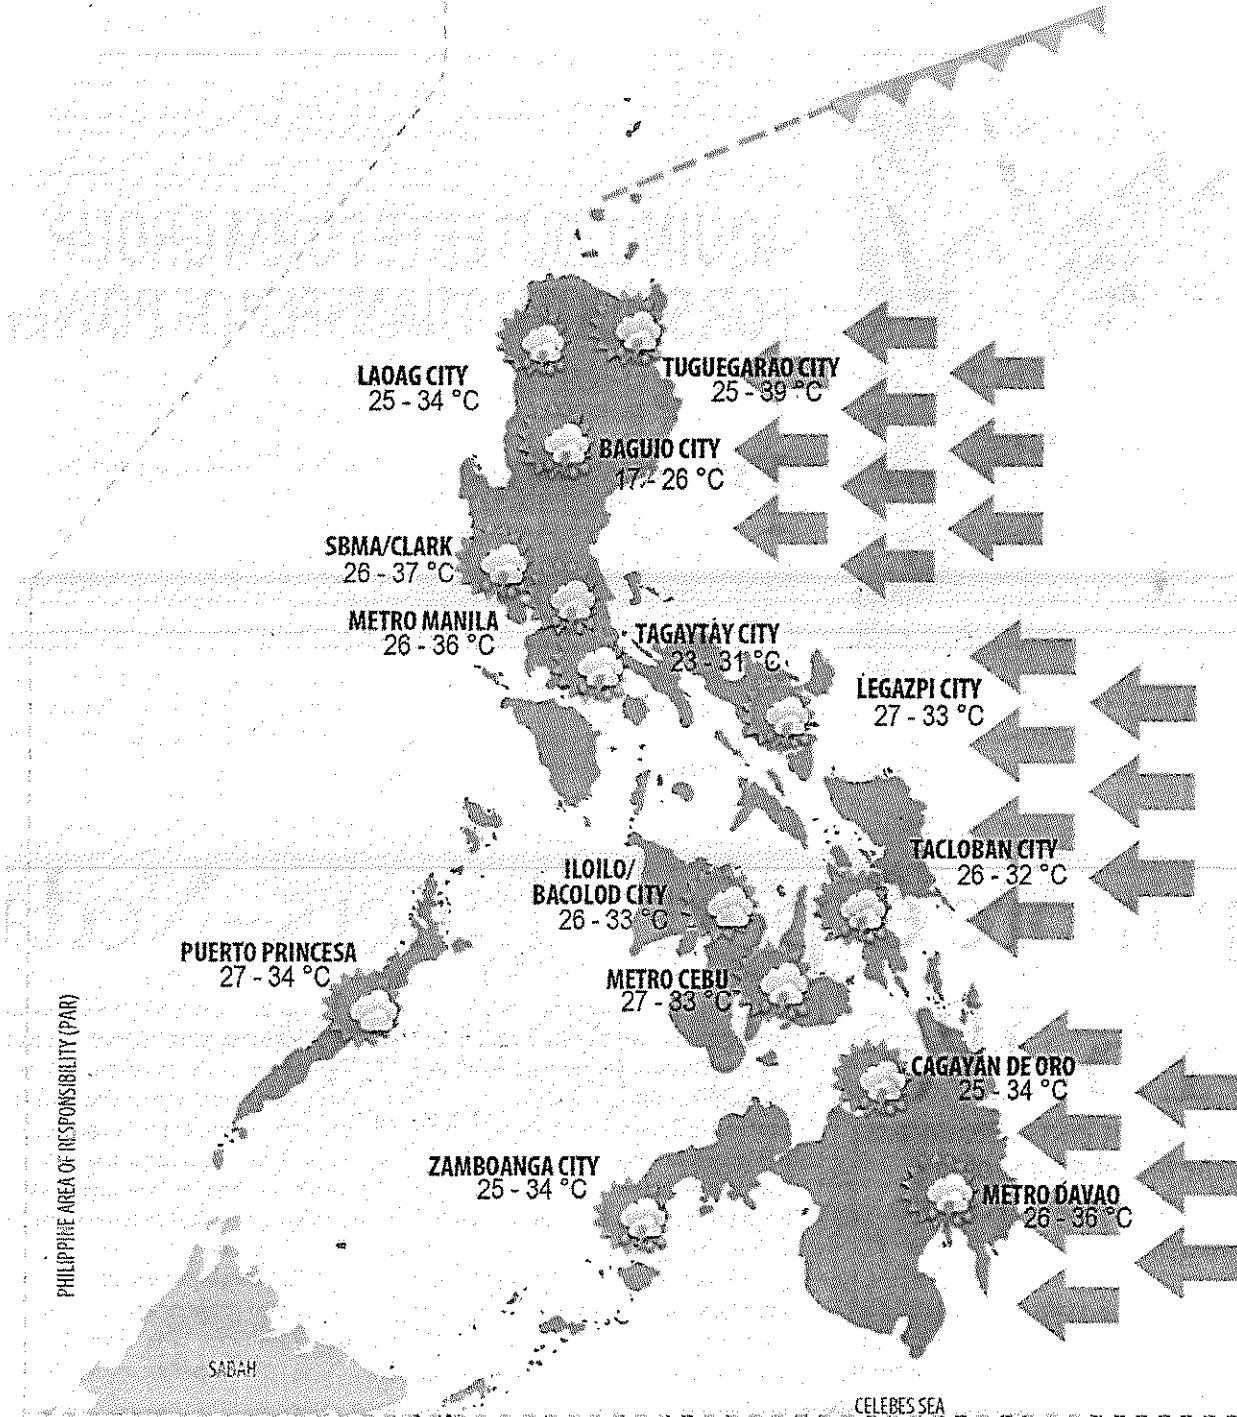 LAOAG CITY
25 - 34 °C
TUGUEGARAO CITY
25 - 39 °C
BAGUIO CITY
17 - 26 °C
SBMA/CLARK
26 - 37 °C
METRO MANILA
26 - 36 °C
TAGAYTAY CITY
23 - 31 °C
LEGAZPI CITY
27 - 33 °C
TACLOBAN CITY
26 - 32 °C
ILOILO/
BACOLOD CITY
26 - 33 °C
PUERTO PRINCESA
27 - 34 °C
METRO CEBU
27 - 33 °C
CAGAYAN DE ORO
25 - 34 °C
ZAMBOANGA CITY
25 - 34 °C
METRO DAVAO
26 - 36 °C
PHILIPPINE AREA OF RESPONSIBILITY (PAR)
SABAH
CELEBES SEA